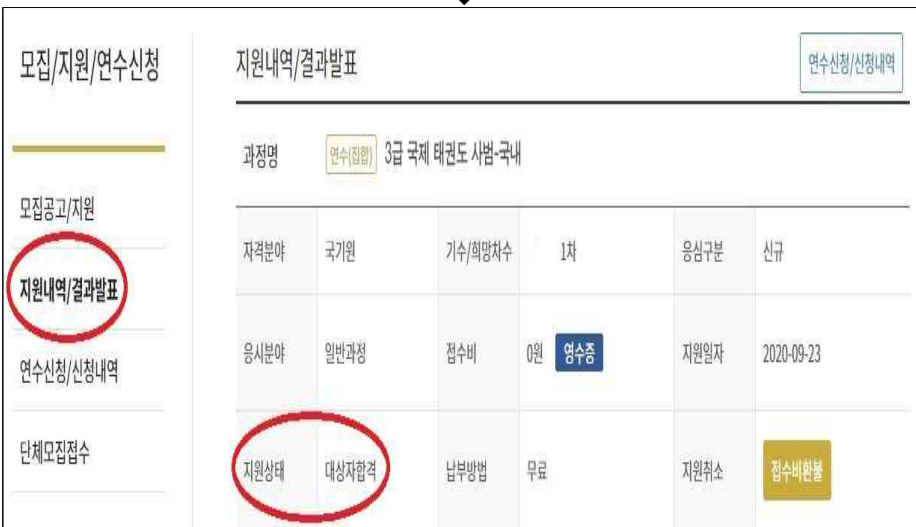 모집/지원/연수신청
모집공고/지원
지원내역/결과발표
연수신청/신청내역
단체모집접수
지원내역/결과발표
연수신청/신청내역
과정명 연수(집합) 3급 국제 태권도 사범-국내
자격분야 국기원 기수/희망차수 1차 응심구분 신규
응시분야 일반과정 접수비 0원 영수증 지원일자 2020-09-23
지원상태 대상자합격 납부방법 무료 지원취소 접수비환불